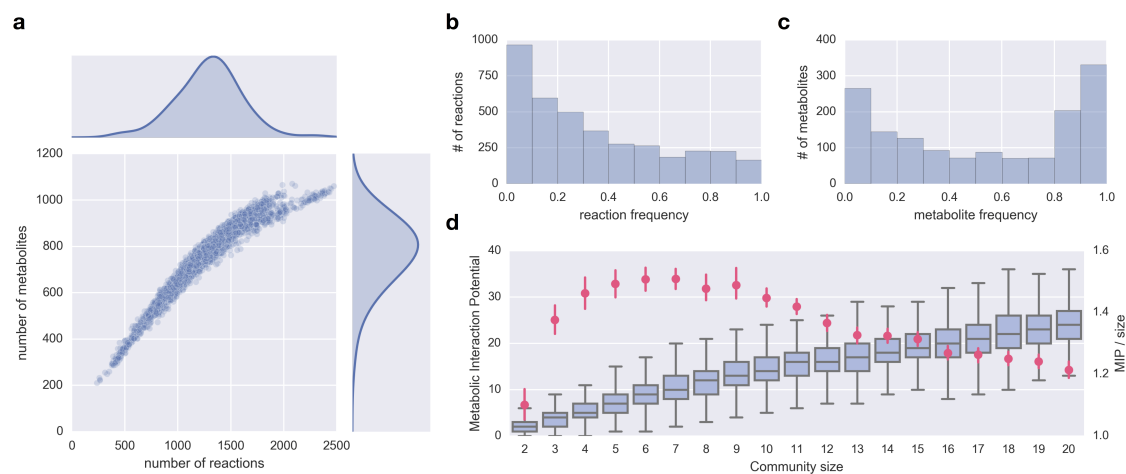 a
number of metabolites
1200
1000
800
600
400
200
0
0 500 1000 1500 2000 2500
number of reactions
b
# of reactions
1000
750
500
250
0
0.0 0.2 0.4 0.6 0.8 1.0
reaction frequency
c
# of metabolites
400
300
200
100
0
0.0 0.2 0.4 0.6 0.8 1.0
metabolite frequency
d
Metabolic Interaction Potential
40
30
20
10
0
2 3 4 5 6 7 8 9 10 11 12 13 14 15 16 17 18 19 20
Community size
1.6
1.4
1.2
1.0
MIP / size